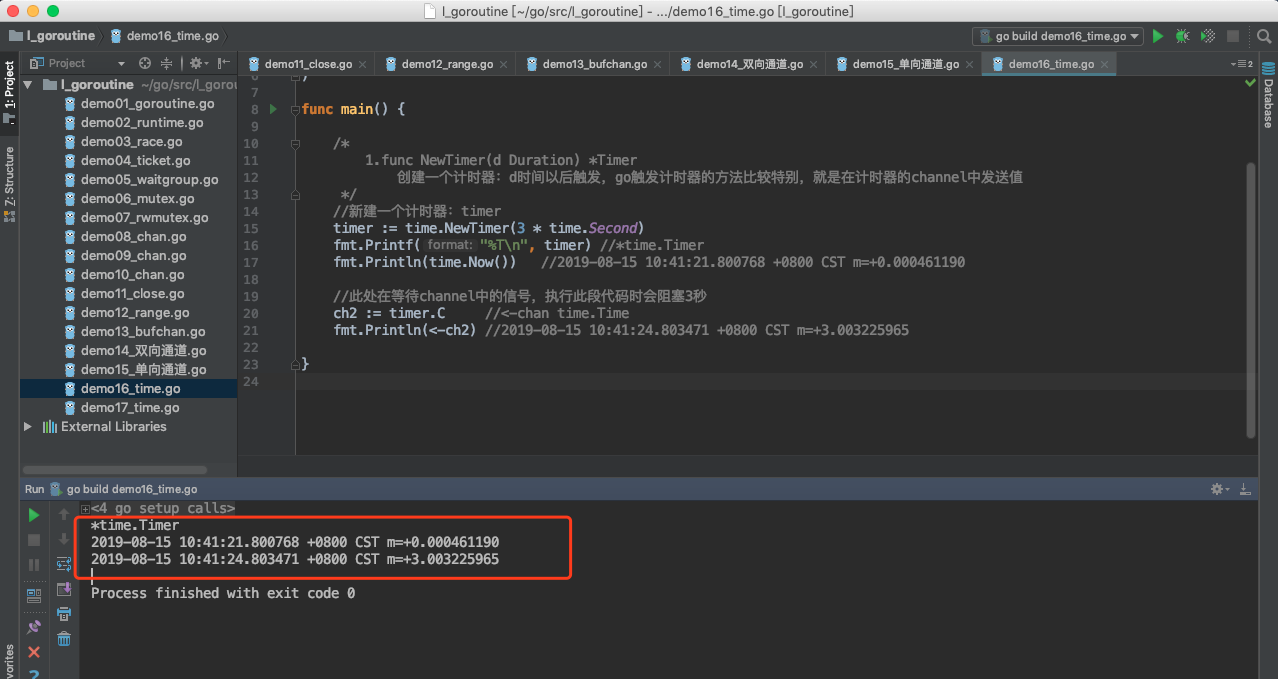 l_goroutine [~/go/src/l_goroutine] - .../demo16_time.go [l_goroutine]
l_goroutine
demo16_time.go
go build demo16_time.go
1: Project
Z: Structure
vorites
Database
Project
demo11_close.go
demo12_range.go
demo13_bufchan.go
demo14_双向通道.go
demo15_单向通道.go
demo16_time.go
2
l_goroutine ~/go/src/l_gorou
demo01_goroutine.go
demo02_runtime.go
demo03_race.go
demo04_ticket.go
demo05_waitgroup.go
demo06_mutex.go
demo07_rwmutex.go
demo08_chan.go
demo09_chan.go
demo10_chan.go
demo11_close.go
demo12_range.go
demo13_bufchan.go
demo14_双向通道.go
demo15_单向通道.go
demo16_time.go
demo17_time.go
External Libraries
6 )
7
8 func main() {
9
10 /*
11 1.func NewTimer(d Duration) *Timer
12 创建一个计时器：d时间以后触发，go触发计时器的方法比较特别，就是在计时器的channel中发送值
13 */
14 //新建一个计时器：timer
15 timer := time.NewTimer(3 * time.Second)
16 fmt.Printf( format: "%T\n", timer) //*time.Timer
17 fmt.Println(time.Now()) //2019-08-15 10:41:21.800768 +0800 CST m=+0.000461190
18
19 //此处在等待channel中的信号，执行此段代码时会阻塞3秒
20 ch2 := timer.C //<-chan time.Time
21 fmt.Println(<-ch2) //2019-08-15 10:41:24.803471 +0800 CST m=+3.003225965
22
23 }
24
Run go build demo16_time.go
<4 go setup calls>
*time.Timer
2019-08-15 10:41:21.800768 +0800 CST m=+0.000461190
2019-08-15 10:41:24.803471 +0800 CST m=+3.003225965
Process finished with exit code 0